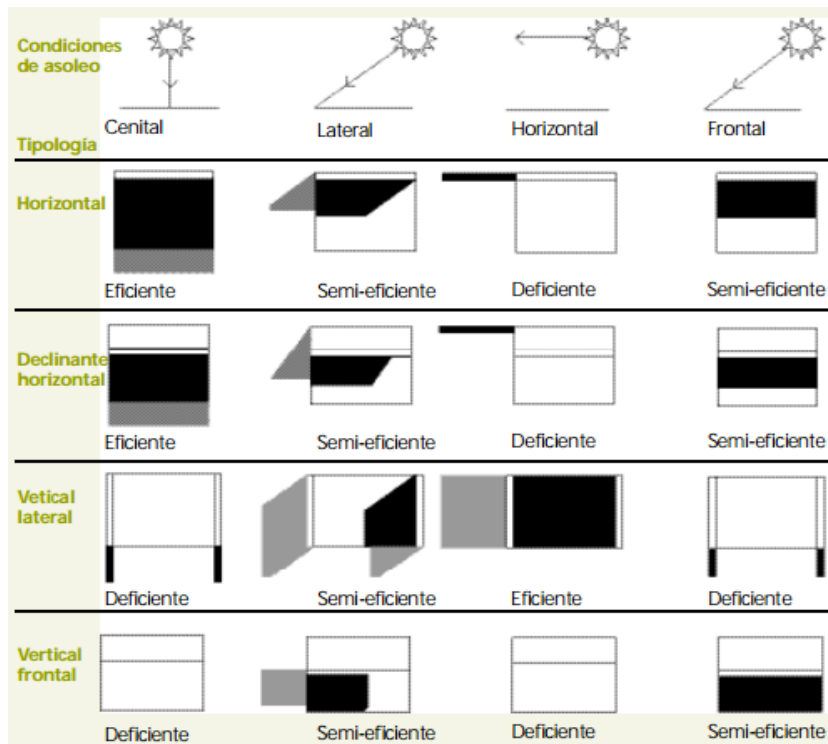 Condiciones
de asoleo
Cenital Lateral Horizontal Frontal
Tipología
Horizontal
Eficiente Semi-eficiente Deficiente Semi-eficiente
Declinante
horizontal
Eficiente Semi-eficiente Deficiente Semi-eficiente
Vetical
lateral
Deficiente Semi-eficiente Eficiente Deficiente
Vertical
frontal
Deficiente Semi-eficiente Deficiente Semi-eficiente